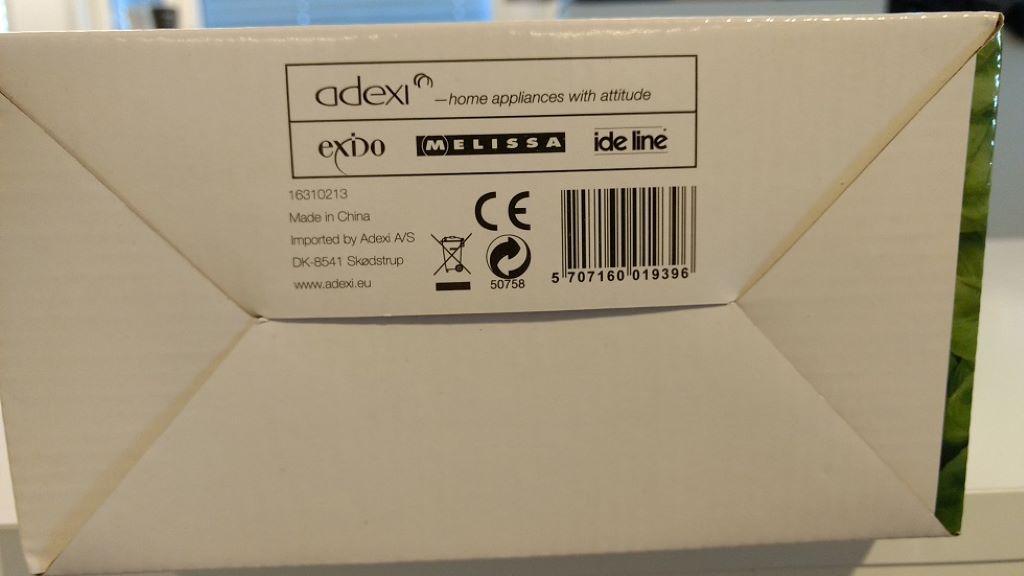 adexi —home appliances with attitude
exido MELISSA ide line
16310213
Made in China
Imported by Adexi A/S
DK-8541 Skødstrup
www.adexi.eu
CE
50758
5 707160 019396